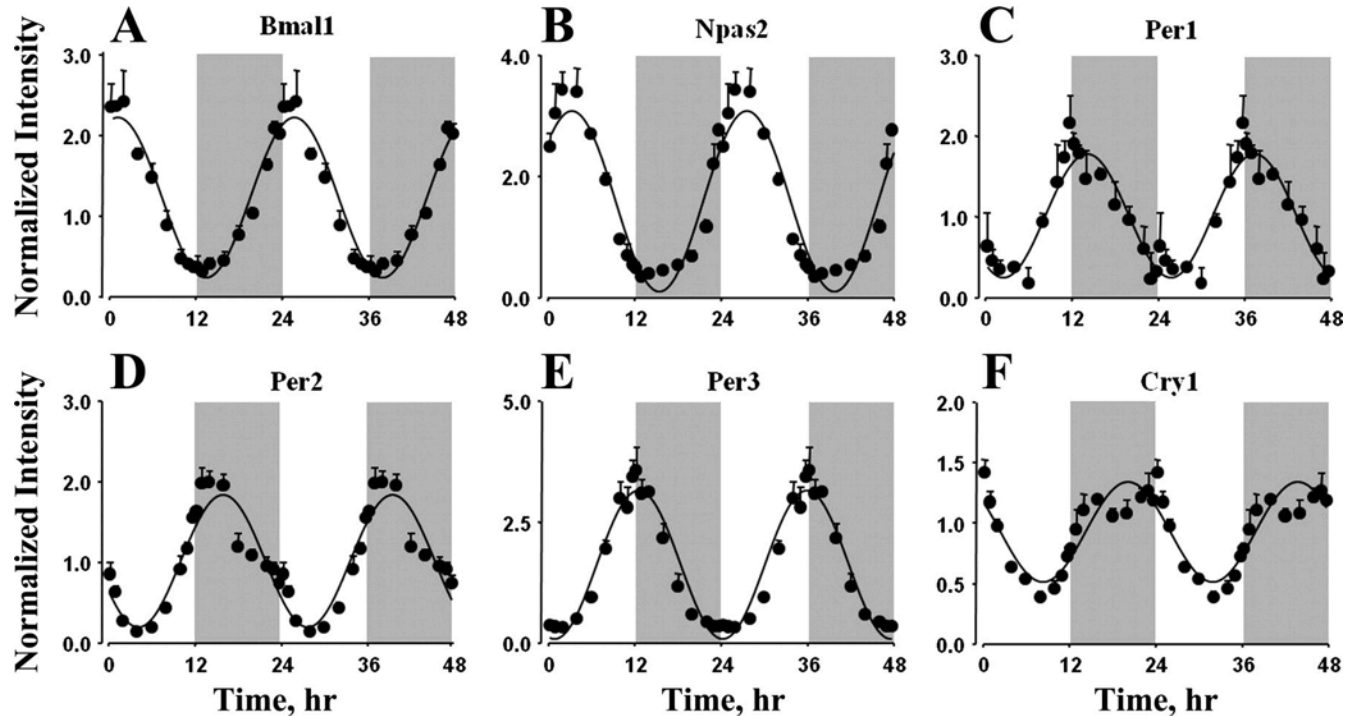 A Bmal1
B Npas2
C Per1
Normalized Intensity
3.0
2.0
1.0
0.0
0 12 24 36 48
4.0
2.0
0.0
0 12 24 36 48
3.0
2.0
1.0
0.0
0 12 24 36 48
D Per2
E Per3
F Cry1
Normalized Intensity
3.0
2.0
1.0
0.0
0 12 24 36 48
5.0
2.5
0.0
0 12 24 36 48
2.0
1.5
1.0
0.5
0.0
0 12 24 36 48
Time, hr
Time, hr
Time, hr